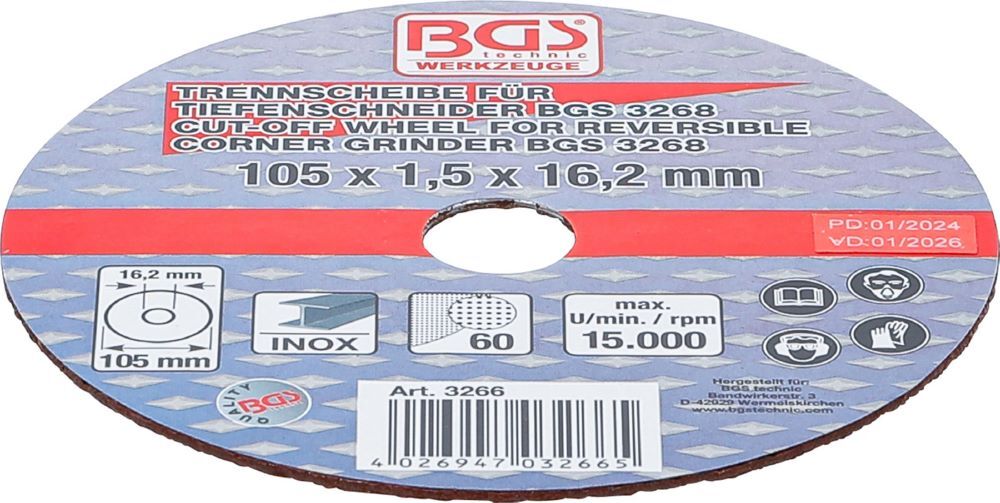 BGS
technic
WERKZEUGE
TRENNSCHEIBE FÜR
TIEFENSCHNEIDER BGS 3268
CUT-OFF WHEEL FOR REVERSIBLE
CORNER GRINDER BGS 3268
105 x 1,5 x 16,2 mm
PD:01/2024
VD:01/2026
16,2 mm
105 mm
INOX
60
max.
U/min. / rpm
15.000
QUALITY
BGS
Art. 3266
4 026947 032665
Hergestellt für:
BGS technic
Bandwirkerstr. 3
D-42929 Wermelskirchen
www.bgstechnic.com